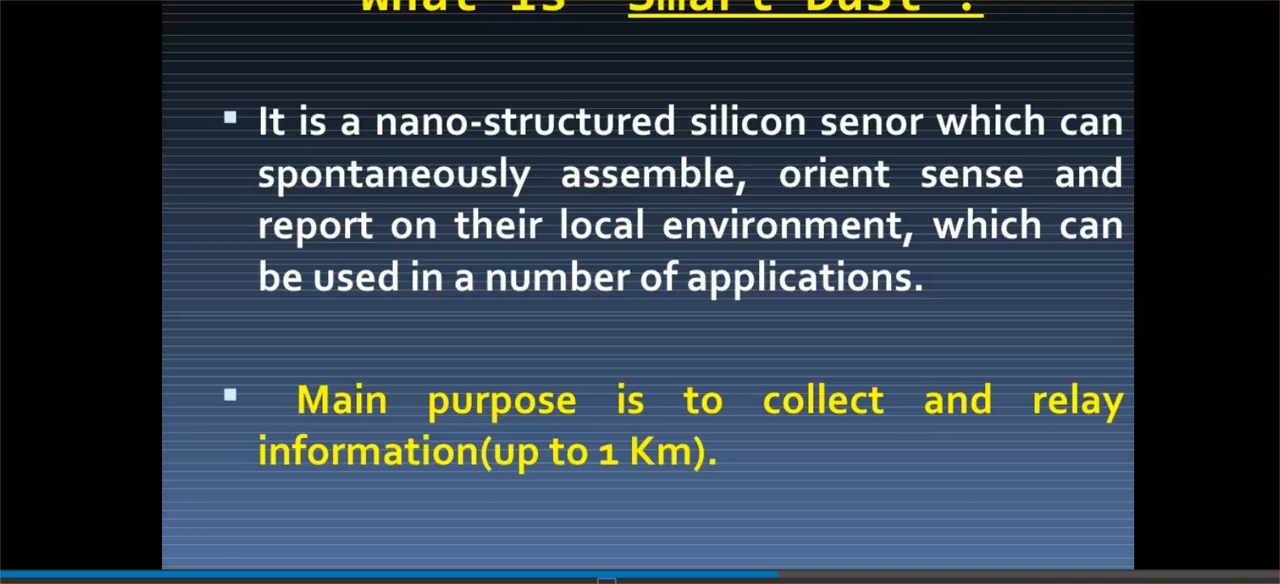 What is Smart Dust ?
It is a nano-structured silicon senor which can
spontaneously assemble, orient sense and
report on their local environment, which can
be used in a number of applications.
Main purpose is to collect and relay
information(up to 1 Km).